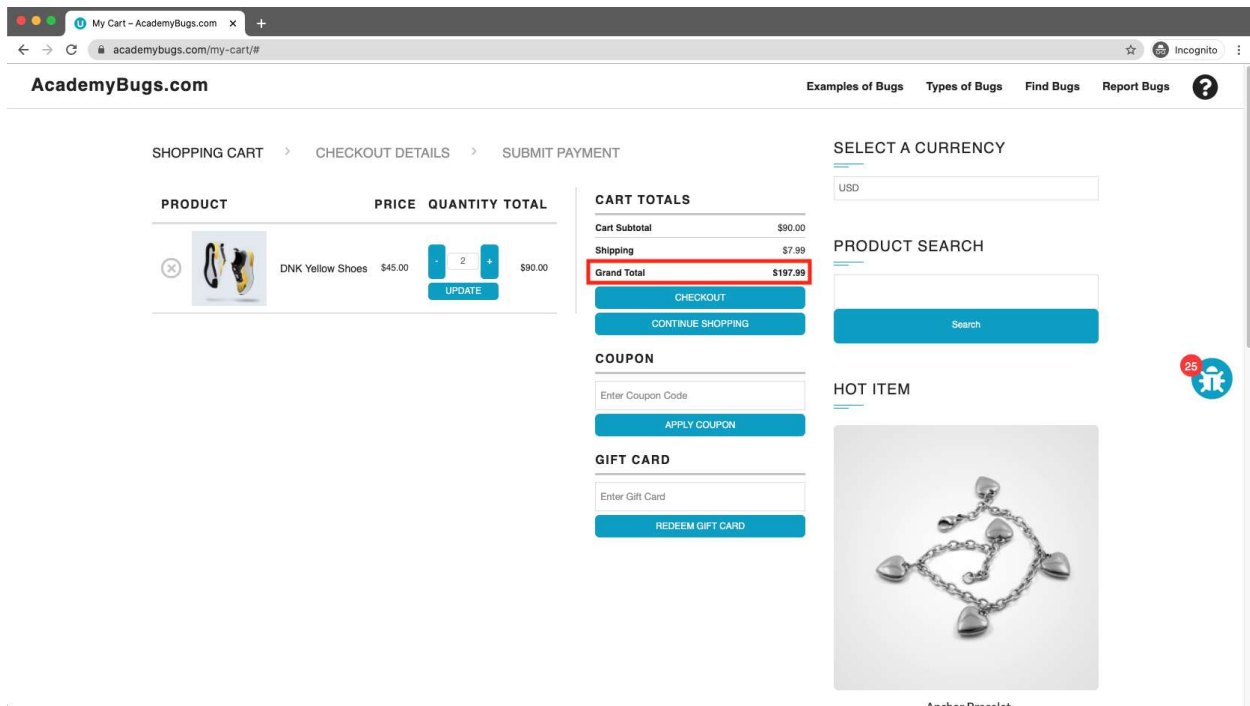 My Cart – AcademyBugs.com × +
academybugs.com/my-cart/# Incognito
AcademyBugs.com Examples of Bugs Types of Bugs Find Bugs Report Bugs ?
SHOPPING CART > CHECKOUT DETAILS > SUBMIT PAYMENT
PRODUCT PRICE QUANTITY TOTAL
DNK Yellow Shoes $45.00 - 2 + $90.00
UPDATE
CART TOTALS
Cart Subtotal $90.00
Shipping $7.99
Grand Total $197.99
CHECKOUT
CONTINUE SHOPPING
COUPON
Enter Coupon Code
APPLY COUPON
GIFT CARD
Enter Gift Card
REDEEM GIFT CARD
SELECT A CURRENCY
USD
PRODUCT SEARCH
Search
25
HOT ITEM
Anchor Bracelet